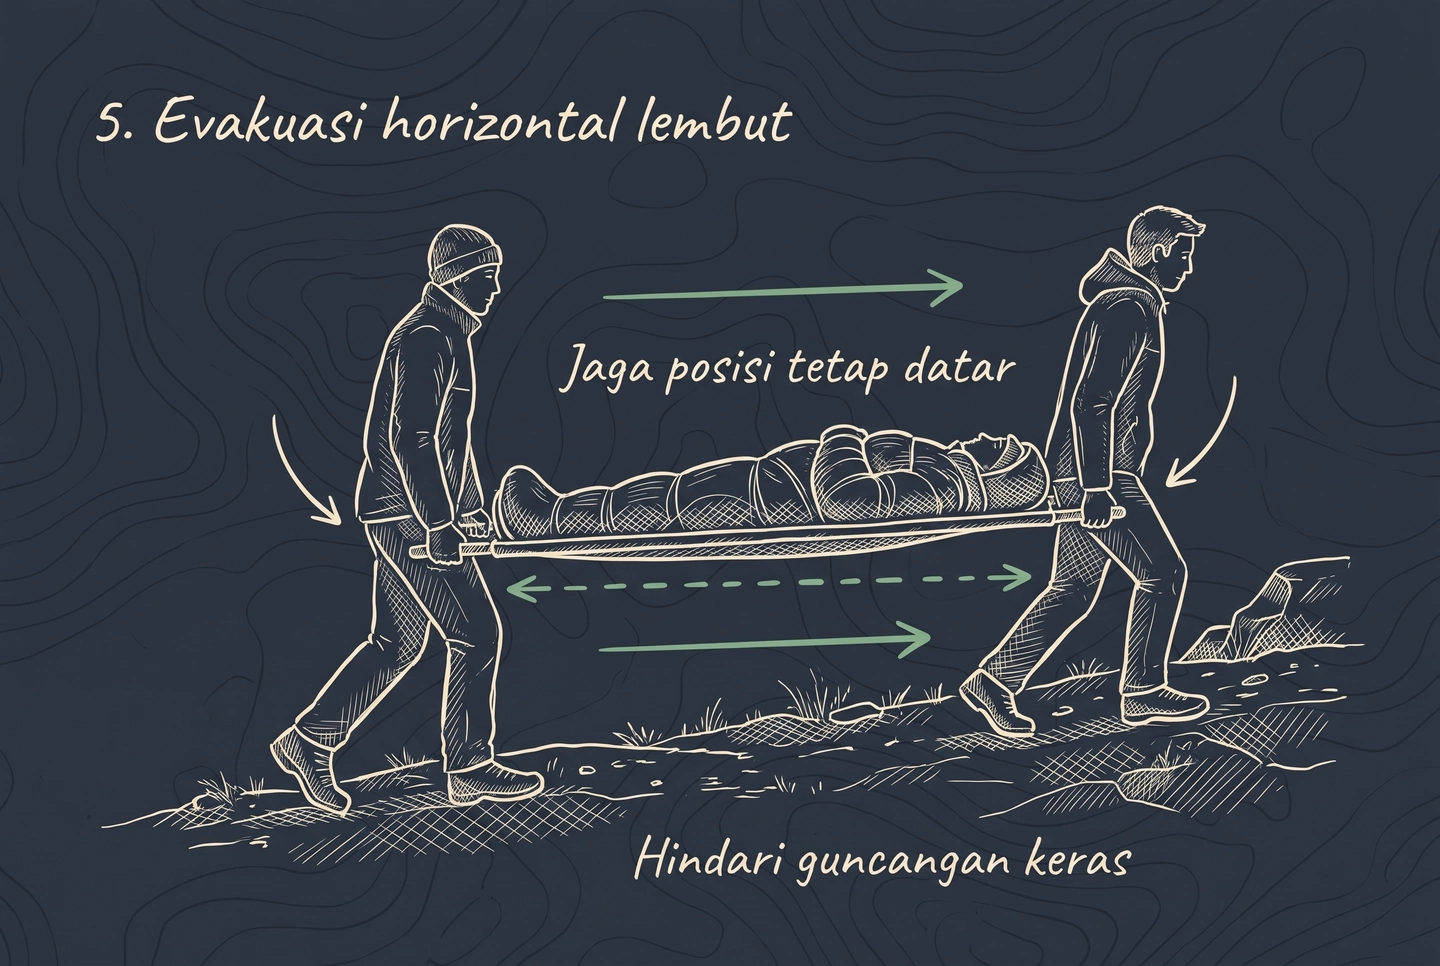 5. Evakuasi horizontal lembut
Jaga posisi tetap datar
Hindari guncangan keras